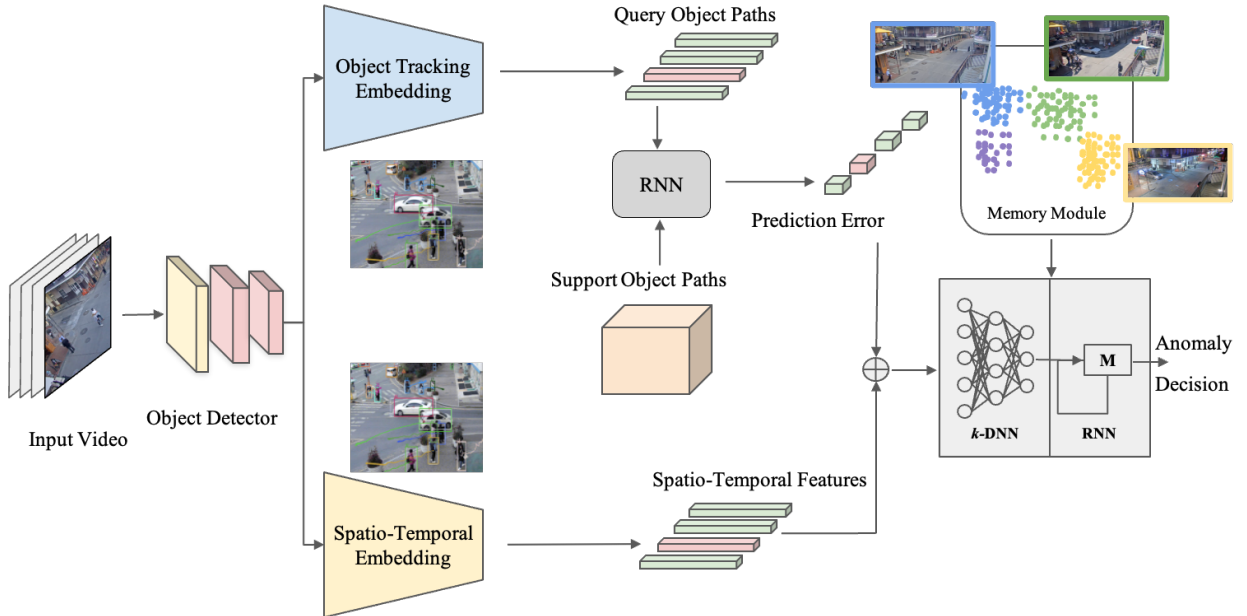 Query Object Paths
Object Tracking
Embedding
RNN
Prediction Error
Memory Module
Support Object Paths
Input Video
Object Detector
k-DNN
M
RNN
Anomaly
Decision
Spatio-Temporal Features
Spatio-Temporal
Embedding